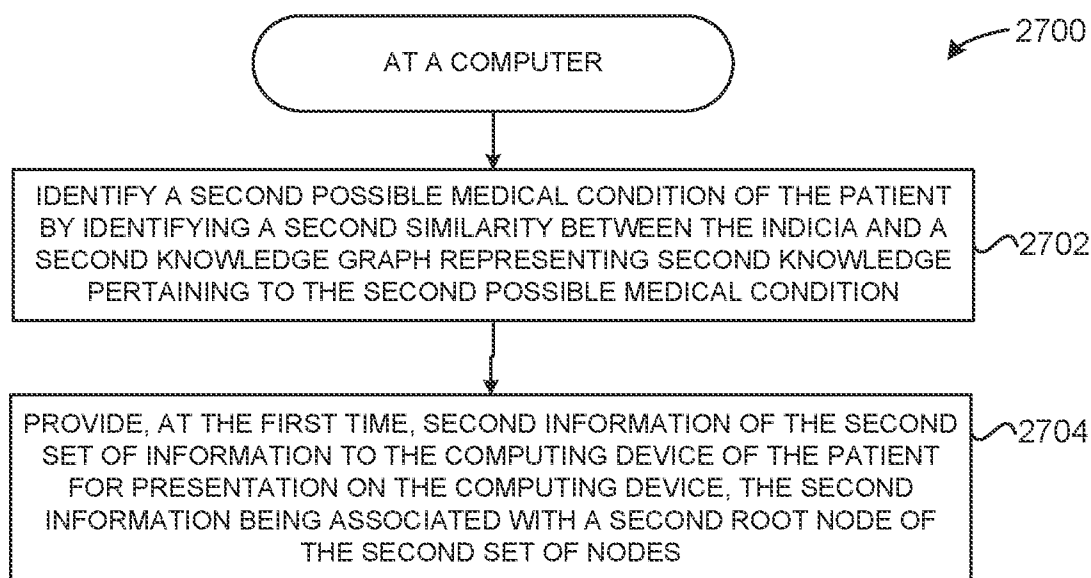 2700
AT A COMPUTER
IDENTIFY A SECOND POSSIBLE MEDICAL CONDITION OF THE PATIENT
BY IDENTIFYING A SECOND SIMILARITY BETWEEN THE INDICIA AND A
SECOND KNOWLEDGE GRAPH REPRESENTING SECOND KNOWLEDGE
PERTAINING TO THE SECOND POSSIBLE MEDICAL CONDITION
2702
PROVIDE, AT THE FIRST TIME, SECOND INFORMATION OF THE SECOND
SET OF INFORMATION TO THE COMPUTING DEVICE OF THE PATIENT
FOR PRESENTATION ON THE COMPUTING DEVICE, THE SECOND
INFORMATION BEING ASSOCIATED WITH A SECOND ROOT NODE OF
THE SECOND SET OF NODES
2704